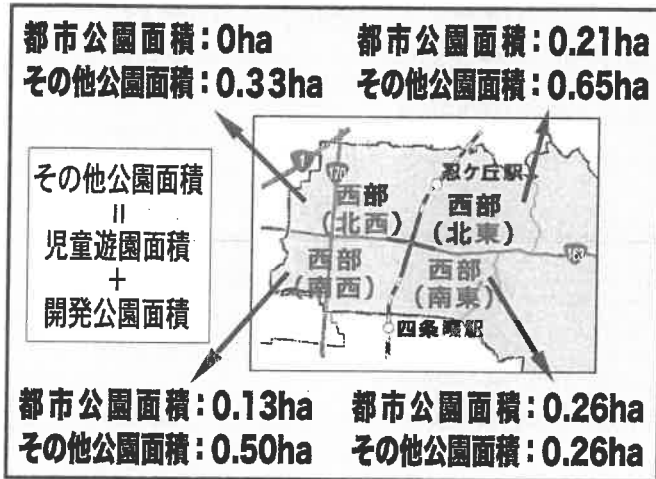 都市公園面積:0ha
その他公園面積:0.33ha
都市公園面積:0.21ha
その他公園面積:0.65ha
その他公園面積
॥
児童遊園面積
+
開発公園面積
1
170
忍ケ丘駅
西部
(北西)
西部
(北東)
163
西部
(南西)
西部
(南東)
四条畷駅
都市公園面積:0.13ha
その他公園面積:0.50ha
都市公園面積:0.26ha
その他公園面積:0.26ha